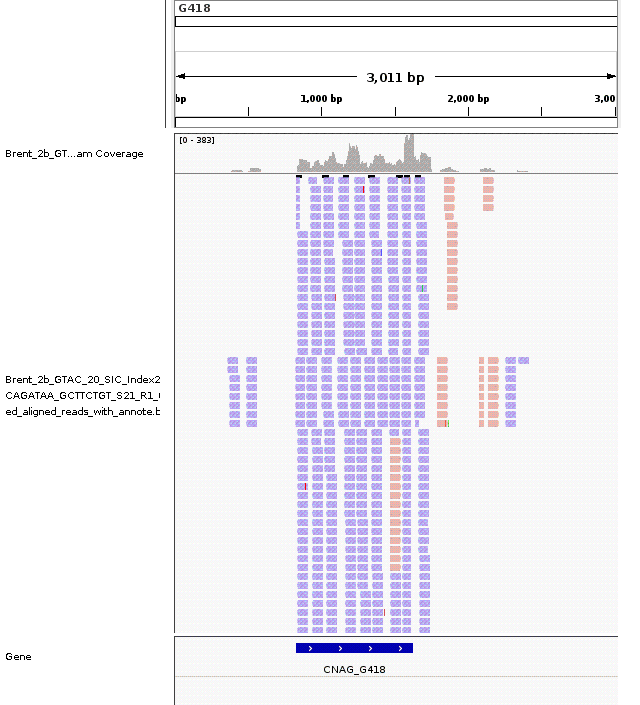 G418
3,011 bp
bp 1,000 bp 2,000 bp 3,00
[0 - 383]
Brent_2b_GT...am Coverage
Brent_2b_GTAC_20_SIC_Index2
CAGATAA_GCTTCTGT_S21_R1_
ed_aligned_reads_with_annote.b
Gene
CNAG_G418